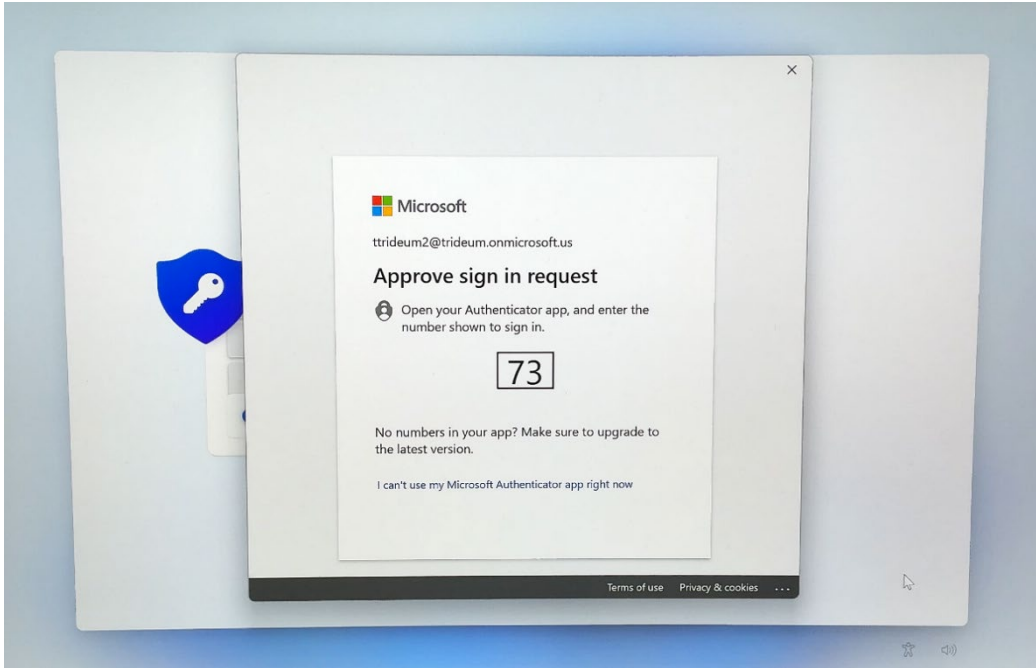 Microsoft
ttrideum2@trideum.onmicrosoft.us
Approve sign in request
Open your Authenticator app, and enter the
number shown to sign in.
73
No numbers in your app? Make sure to upgrade to
the latest version.
I can't use my Microsoft Authenticator app right now
Terms of use Privacy & cookies ...